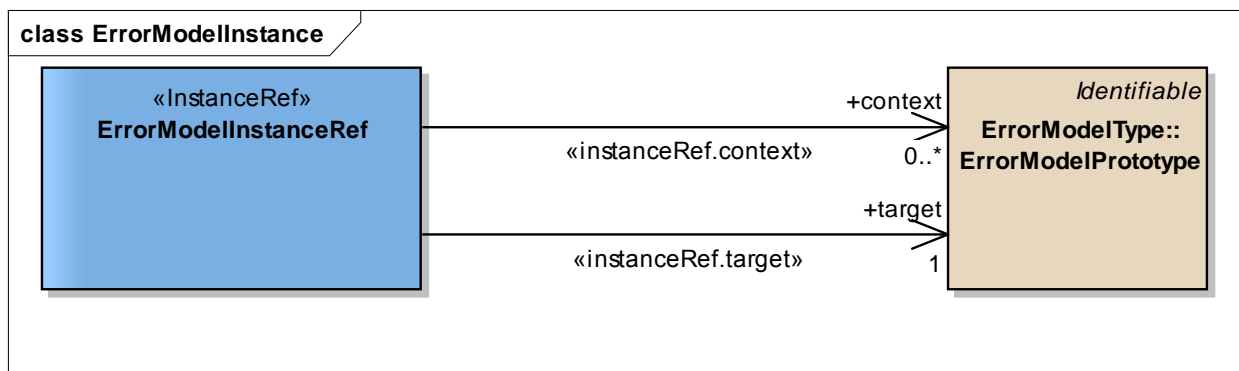 class ErrorModelInstance
«InstanceRef»
ErrorModelInstanceRef
+context
«instanceRef.context»
0..*
+target
«instanceRef.target»
1
Identifiable
ErrorModelType::
ErrorModelPrototype